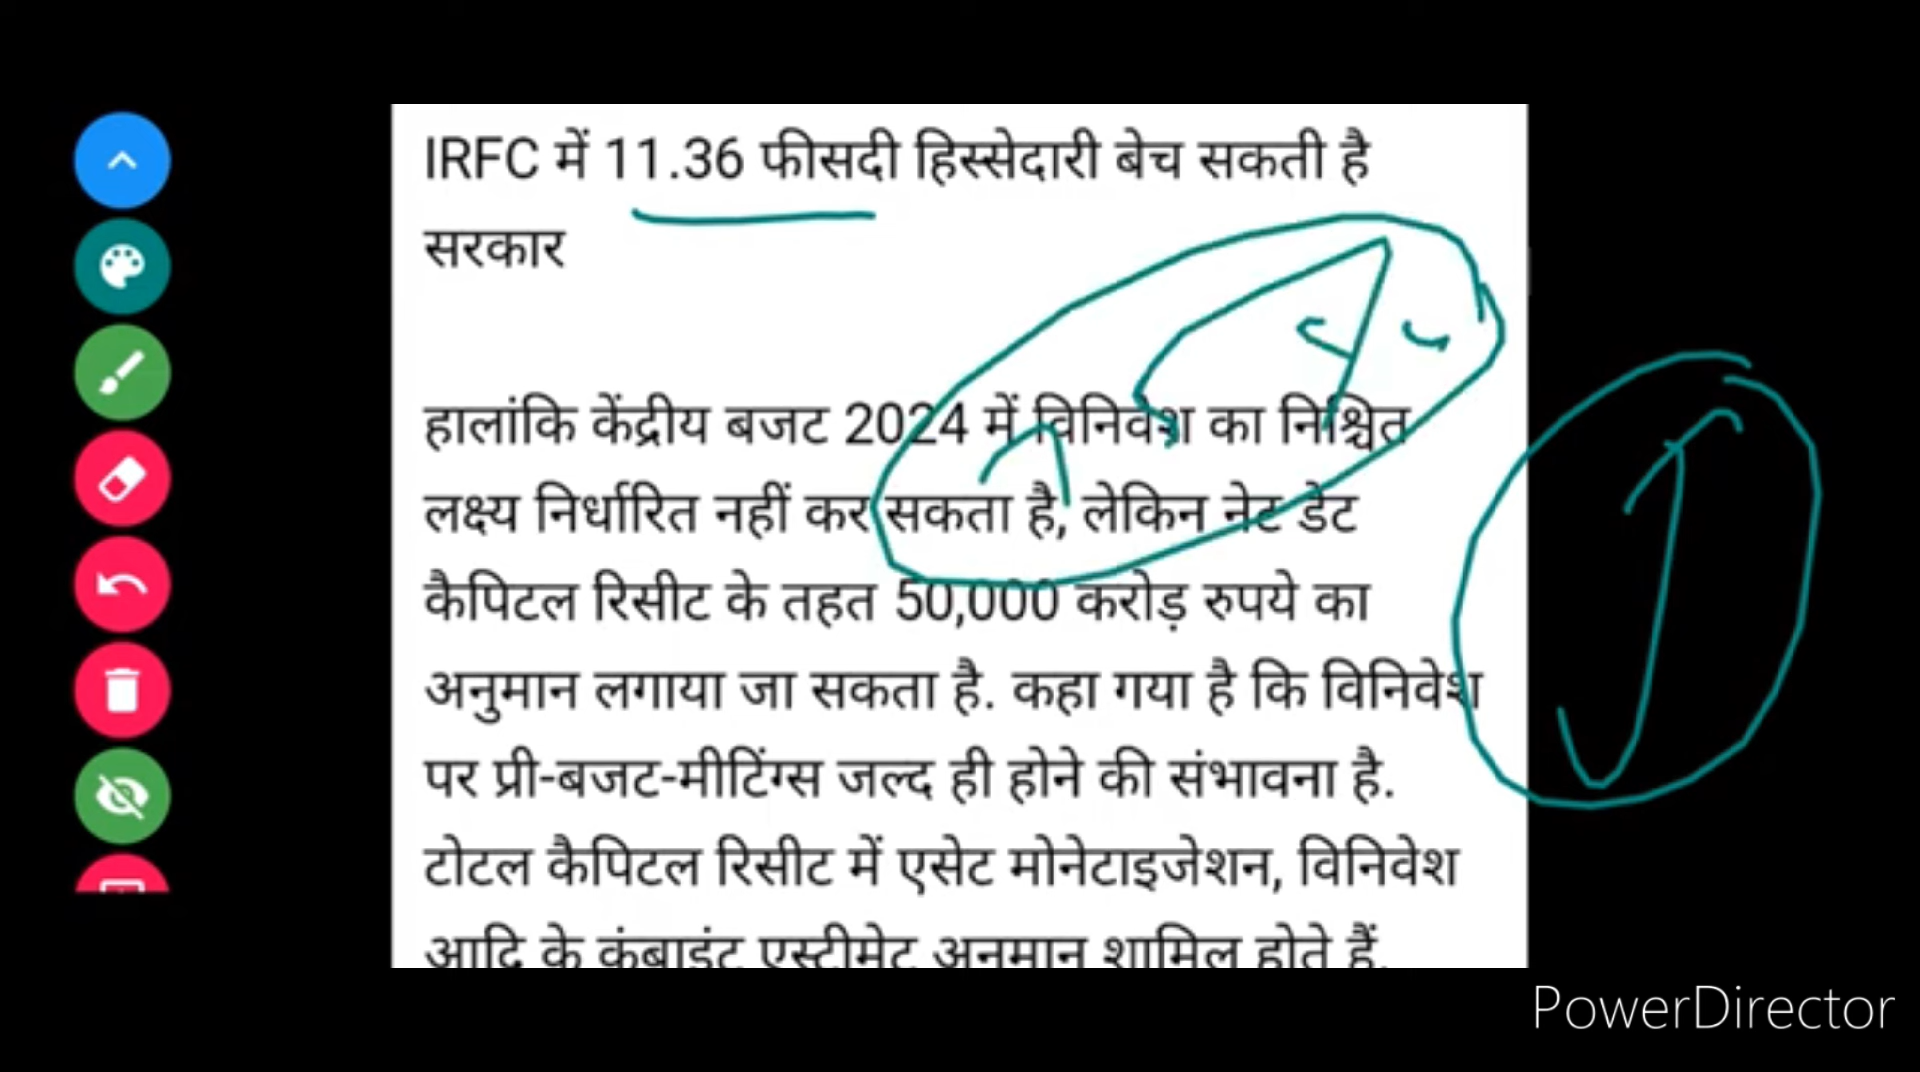 IRFC में 11.36 फीसदी हिस्सेदारी बेच सकती है
सरकार
हालांकि केंद्रीय बजट 2024 में विनिवेश का निश्चित
लक्ष्य निर्धारित नहीं कर सकता है, लेकिन नेट डेट
कैपिटल रिसीट के तहत 50,000 करोड़ रुपये का
अनुमान लगाया जा सकता है. कहा गया है कि विनिवेश
पर प्री-बजट-मीटिंग्स जल्द ही होने की संभावना है.
टोटल कैपिटल रिसीट में एसेट मोनेटाइजेशन, विनिवेश
आदि के कंबाइंट एस्टीमेट अनुमान शामिल होते हैं.
PowerDirector